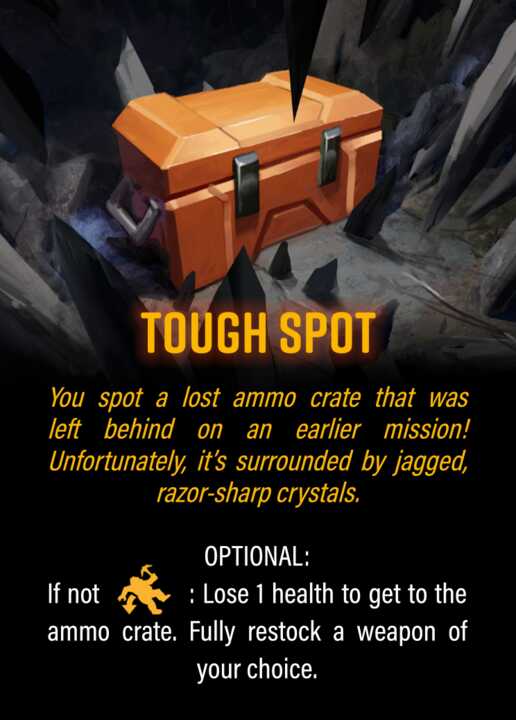 TOUGH SPOT
You spot a lost ammo crate that was
left behind on an earlier mission!
Unfortunately, it's surrounded by jagged,
razor-sharp crystals.
OPTIONAL:
If not : Lose 1 health to get to the
ammo crate. Fully restock a weapon of
your choice.